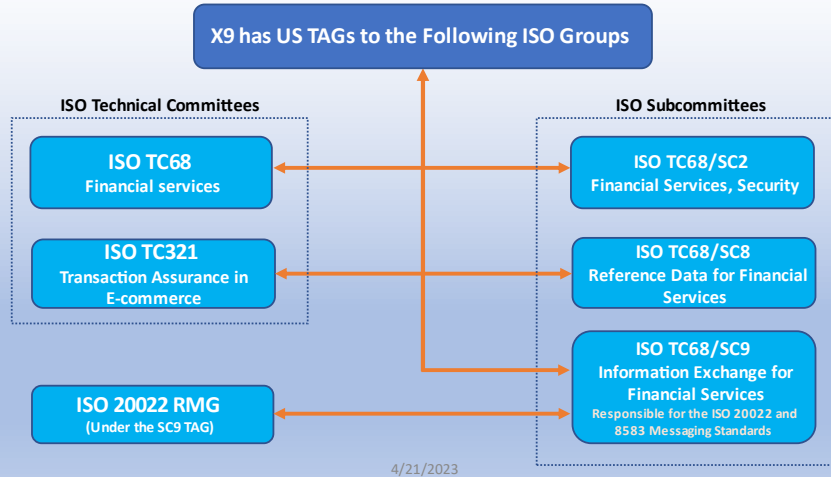 X9 has US TAGs to the Following ISO Groups
ISO Technical Committees
ISO TC68
Financial services
ISO TC321
Transaction Assurance in
E-commerce
ISO 20022 RMG
(Under the SC9 TAG)
ISO Subcommittees
ISO TC68/SC2
Financial Services, Security
ISO TC68/SC8
Reference Data for Financial
Services
ISO TC68/SC9
Information Exchange for
Financial Services
Responsible for the ISO 20022 and
8583 Messaging Standards
4/21/2023